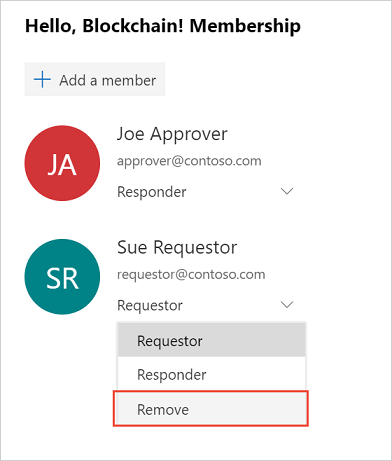 Hello, Blockchain! Membership
Add a member
JA
Joe Approver
approver@contoso.com
Responder
SR
Sue Requestor
requestor@contoso.com
Requestor
Requestor
Responder
Remove